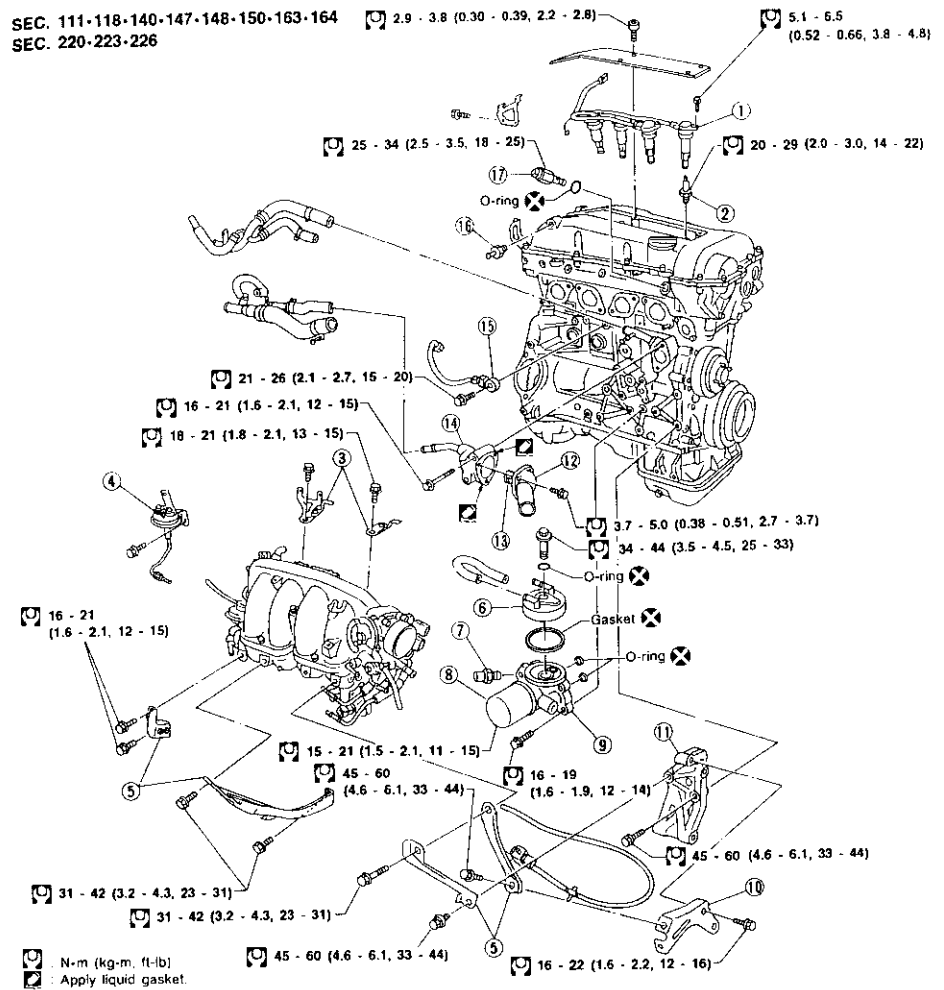 SEC. 111•118•140•147•148•150•163•164
SEC. 220•223•226
2.9 - 3.8 (0.30 - 0.39, 2.2 - 2.8)
5.1 - 6.5
(0.52 - 0.66, 3.8 - 4.8)
1
25 - 34 (2.5 - 3.5, 18 - 25)
20 - 29 (2.0 - 3.0, 14 - 22)
17
O-ring
2
16
15
21 - 26 (2.1 - 2.7, 15 - 20)
16 - 21 (1.6 - 2.1, 12 - 15)
14
18 - 21 (1.8 - 2.1, 13 - 15)
3
12
4
13
3.7 - 5.0 (0.38 - 0.51, 2.7 - 3.7)
34 - 44 (3.5 - 4.5, 25 - 33)
O-ring
6
16 - 21
(1.6 - 2.1, 12 - 15)
Gasket
7
O-ring
8
9
11
15 - 21 (1.5 - 2.1, 11 - 15)
5
45 - 60
(4.6 - 6.1, 33 - 44)
16 - 19
(1.6 - 1.9, 12 - 14)
45 - 60 (4.6 - 6.1, 33 - 44)
10
31 - 42 (3.2 - 4.3, 23 - 31)
31 - 42 (3.2 - 4.3, 23 - 31)
5
45 - 60 (4.6 - 6.1, 33 - 44)
16 - 22 (1.6 - 2.2, 12 - 16)
: N•m (kg-m, ft-lb)
: Apply liquid gasket.